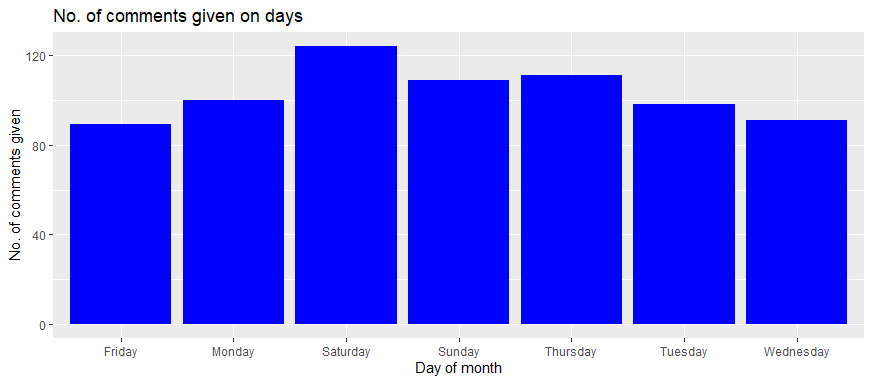 No. of comments given on days
No. of comments given
120
80
40
0
Friday Monday Saturday Sunday Thursday Tuesday Wednesday
Day of month